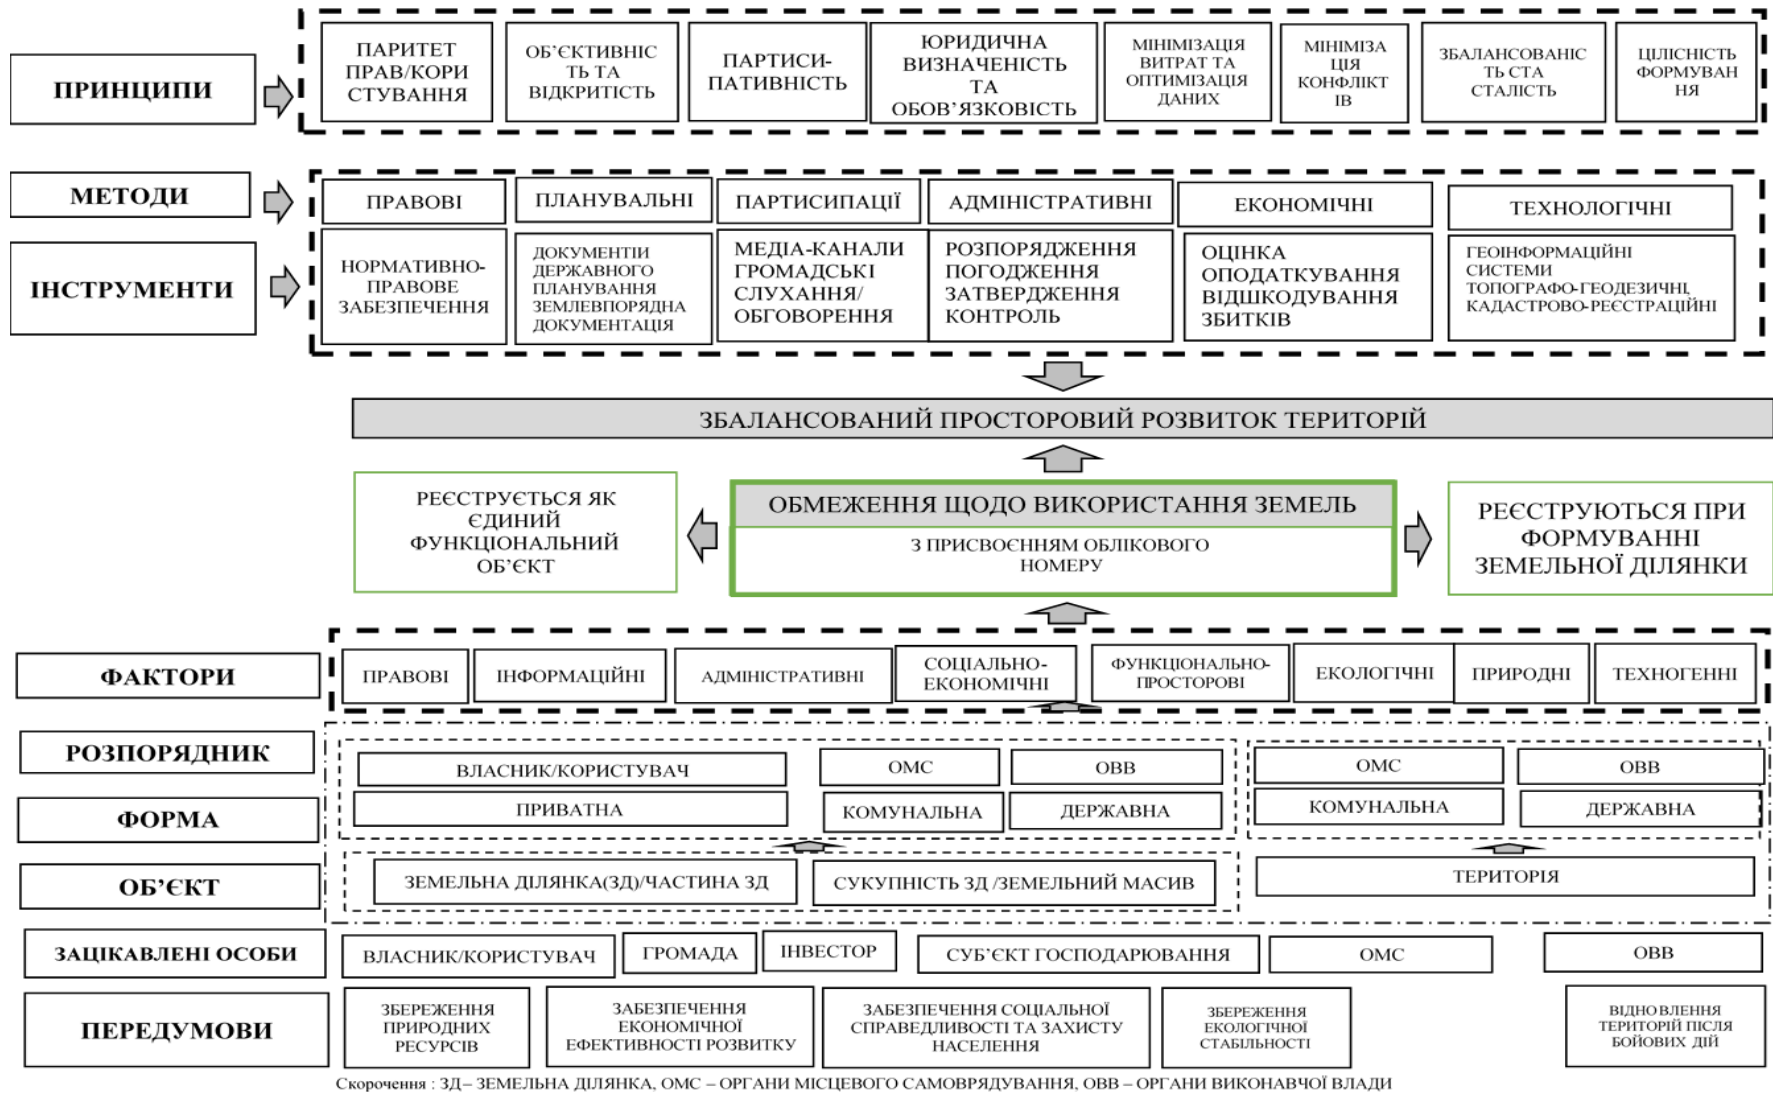 ПРИНЦИПИ
ПАРИТЕТ
ПРАВ/КОРИ
СТУВАННЯ
ОБ’ЄКТИВНІС
ТЬ ТА
ВІДКРИТІСТЬ
ПАРТИСИ-
ПАТИВНІСТЬ
ЮРИДИЧНА
ВИЗНАЧЕНІСТЬ
ТА
ОБОВ’ЯЗКОВІСТЬ
МІНІМІЗАЦІЯ
ВИТРАТ ТА
ОПТИМІЗАЦІЯ
ДАНИХ
МІНІМІЗА
ЦІЯ
КОНФЛІКТ
ІВ
ЗБАЛАНСОВАНІС
ТЬ СТА
СТАЛІСТЬ
ЦІЛІСНІСТЬ
ФОРМУВАН
НЯ
МЕТОДИ
ПРАВОВІ
ПЛАНУВАЛЬНІ
ПАРТИСИПАЦІЇ
АДМІНІСТРАТИВНІ
ЕКОНОМІЧНІ
ТЕХНОЛОГІЧНІ
ІНСТРУМЕНТИ
НОРМАТИВНО-
ПРАВОВЕ
ЗАБЕЗПЕЧЕННЯ
ДОКУМЕНТІИ
ДЕРЖАВНОГО
ПЛАНУВАННЯ
ЗЕМЛЕВПОРЯДНА
ДОКУМЕНТАЦІЯ
МЕДІА-КАНАЛИ
ГРОМАДСЬКІ
СЛУХАННЯ/
ОБГОВОРЕННЯ
РОЗПОРЯДЖЕННЯ
ПОГОДЖЕННЯ
ЗАТВЕРДЖЕННЯ
КОНТРОЛЬ
ОЦІНКА
ОПОДАТКУВАННЯ
ВІДШКОДУВАННЯ
ЗБИТКІВ
ГЕОІНФОРМАЦІЙНІ
СИСТЕМИ
ТОПОГРАФО-ГЕОДЕЗИЧНІ,
КАДАСТРОВО-РЕЄСТРАЦІЙНІ
ЗБАЛАНСОВАНИЙ ПРОСТОРОВИЙ РОЗВИТОК ТЕРИТОРІЙ
РЕЄСТРУЄТЬСЯ ЯК
ЄДИНИЙ
ФУНКЦІОНАЛЬНИЙ
ОБ’ЄКТ
ОБМЕЖЕННЯ ЩОДО ВИКОРИСТАННЯ ЗЕМЕЛЬ
З ПРИСВОЄННЯМ ОБЛІКОВОГО
НОМЕРУ
РЕЄСТРУЮТЬСЯ ПРИ
ФОРМУВАННІ
ЗЕМЕЛЬНОЇ ДІЛЯНКИ
ФАКТОРИ
ПРАВОВІ
ІНФОРМАЦІЙНІ
АДМІНІСТРАТИВНІ
СОЦІАЛЬНО-
ЕКОНОМІЧНІ
ФУНКЦІОНАЛЬНО-
ПРОСТОРОВІ
ЕКОЛОГІЧНІ
ПРИРОДНІ
ТЕХНОГЕННІ
РОЗПОРЯДНИК
ВЛАСНИК/КОРИСТУВАЧ
ОМС
ОВВ
ОМС
ОВВ
ФОРМА
ПРИВАТНА
КОМУНАЛЬНА
ДЕРЖАВНА
КОМУНАЛЬНА
ДЕРЖАВНА
ОБ’ЄКТ
ЗЕМЕЛЬНА ДІЛЯНКА(ЗД)/ЧАСТИНА ЗД
СУКУПНІСТЬ ЗД /ЗЕМЕЛЬНИЙ МАСИВ
ТЕРИТОРІЯ
ЗАЦІКАВЛЕНІ ОСОБИ
ВЛАСНИК/КОРИСТУВАЧ
ГРОМАДА
ІНВЕСТОР
СУБ’ЄКТ ГОСПОДАРЮВАННЯ
ОМС
ОВВ
ПЕРЕДУМОВИ
ЗБЕРЕЖЕННЯ
ПРИРОДНИХ
РЕСУРСІВ
ЗАБЕЗПЕЧЕННЯ
ЕКОНОМІЧНОЇ
ЕФЕКТИВНОСТІ РОЗВИТКУ
ЗАБЕЗПЕЧЕННЯ СОЦІАЛЬНОЇ
СПРАВЕДЛИВОСТІ ТА ЗАХИСТУ
НАСЕЛЕННЯ
ЗБЕРЕЖЕННЯ
ЕКОЛОГІЧНОЇ
СТАБІЛЬНОСТІ
ВІДНОВЛЕННЯ
ТЕРИТОРІЙ ПІСЛЯ
БОЙОВИХ ДІЙ
Скорочення : ЗД– ЗЕМЕЛЬНА ДІЛЯНКА, ОМС – ОРГАНИ МІСЦЕВОГО САМОВРЯДУВАННЯ, ОВВ – ОРГАНИ ВИКОНАВЧОЇ ВЛАДИ